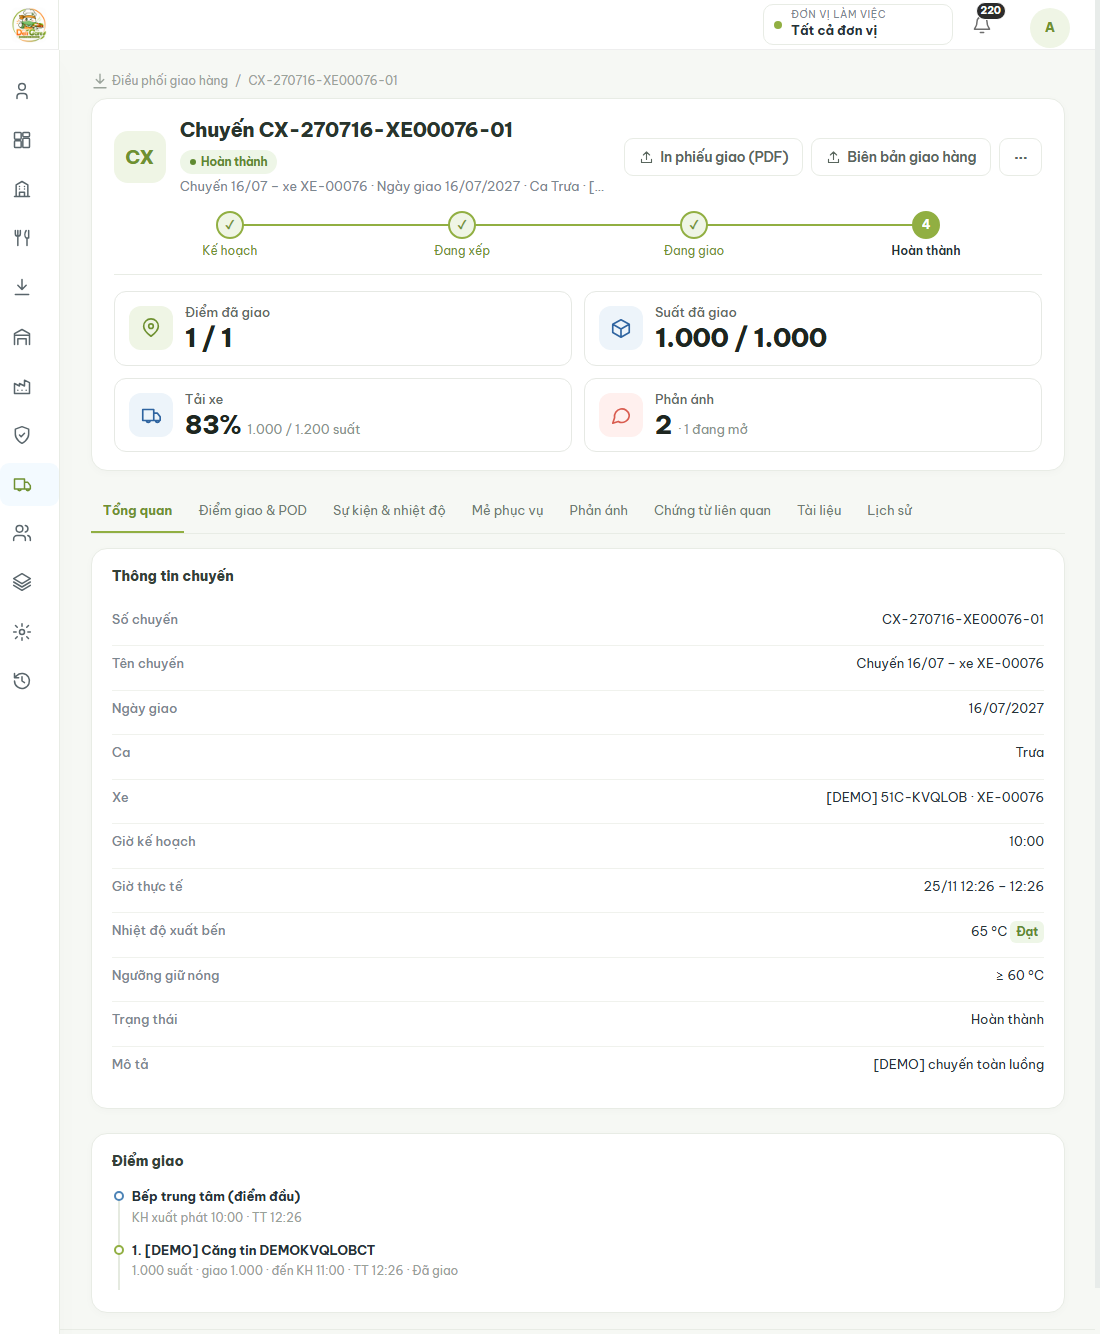 ĐƠN VỊ LÀM VIỆC
Tất cả đơn vị
220
A
Điều phối giao hàng / CX-270716-XE00076-01
CX
Chuyến CX-270716-XE00076-01
Hoàn thành
Chuyến 16/07 – xe XE-00076 · Ngày giao 16/07/2027 · Ca Trưa · [...
In phiếu giao (PDF)
Biên bản giao hàng
...
✓ ✓ ✓ 4
Kế hoạch
Đang xếp
Đang giao
Hoàn thành
Điểm đã giao
1 / 1
Suất đã giao
1.000 / 1.000
Tải xe
83% 1.000 / 1.200 suất
Phản ánh
2 · 1 đang mở
Tổng quan
Điểm giao & POD
Sự kiện & nhiệt độ
Mẻ phục vụ
Phản ánh
Chứng từ liên quan
Tài liệu
Lịch sử
Thông tin chuyến
Số chuyến CX-270716-XE00076-01
Tên chuyến Chuyến 16/07 – xe XE-00076
Ngày giao 16/07/2027
Ca Trưa
Xe [DEMO] 51C-KVQLOB · XE-00076
Giờ kế hoạch 10:00
Giờ thực tế 25/11 12:26 – 12:26
Nhiệt độ xuất bến 65 °C Đạt
Ngưỡng giữ nóng ≥ 60 °C
Trạng thái Hoàn thành
Mô tả [DEMO] chuyến toàn luồng
Điểm giao
Bếp trung tâm (điểm đầu)
KH xuất phát 10:00 · TT 12:26
1. [DEMO] Căng tin DEMOKVQLOBCT
1.000 suất · giao 1.000 · đến KH 11:00 · TT 12:26 · Đã giao